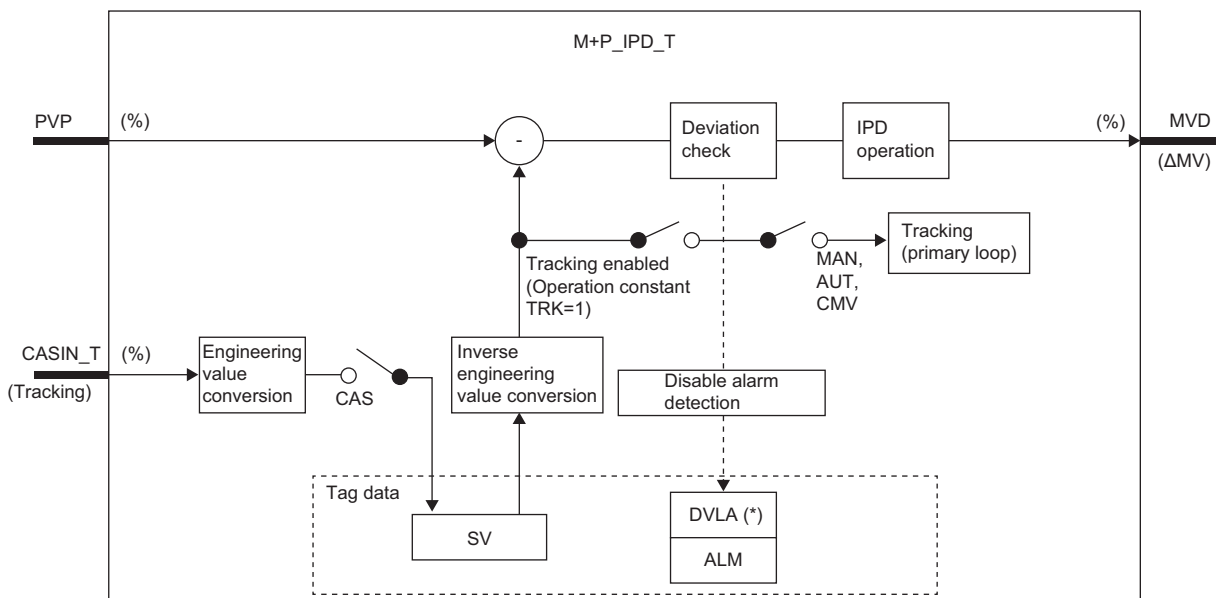 M+P_IPD_T
PVP
(%)
-
Deviation
check
IPD
operation
(%)
MVD
(ΔMV)
Tracking enabled
(Operation constant
TRK=1)
MAN,
AUT,
CMV
Tracking
(primary loop)
CASIN_T
(Tracking)
(%)
Engineering
value
conversion
CAS
Inverse
engineering
value conversion
Disable alarm
detection
Tag data
SV
DVLA (*)
ALM